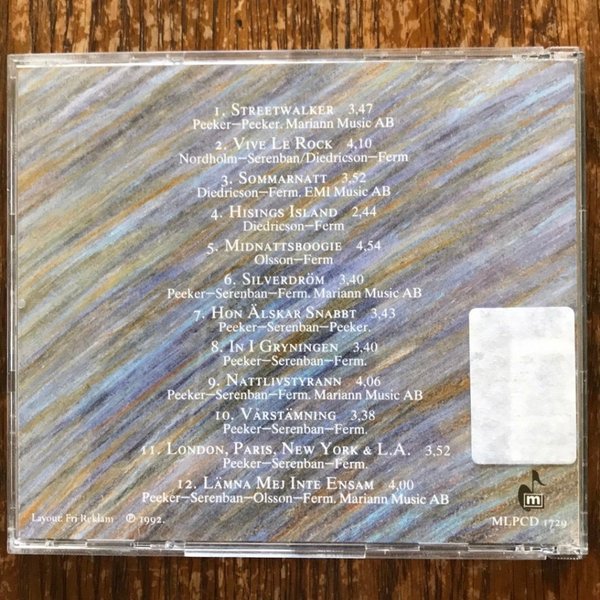 1. Streetwalker 3,47
Peeker–Peeker. Mariann Music AB
2. Vive Le Rock 4,10
Nordholm–Serenban/Diedricson–Ferm
3. Sommarnatt 3,52
Diedricson–Ferm. EMI Music AB
4. Hisings Island 2,44
Diedricson–Ferm
5. Midnattsboogie 4,54
Olsson–Ferm
6. Silverdröm 3,40
Peeker–Serenban–Ferm. Mariann Music AB
7. Hon Älskar Snabbt 3,43
Peeker–Serenban–Peeker.
8. In I Gryningen 3,40
Peeker–Serenban–Ferm.
9. Nattlivstyrann 4,06
Peeker–Serenban–Ferm. Mariann Music AB
10. Vårstämning 3,38
Peeker–Serenban–Ferm.
11. London, Paris, New York & L.A. 3,52
Peeker–Serenban–Ferm.
12. Lämna Mej Inte Ensam 4,00
Peeker–Serenban–Olsson–Ferm. Mariann Music AB
Layout: Fri Reklam ℗ 1992.
m
MLPCD 1729